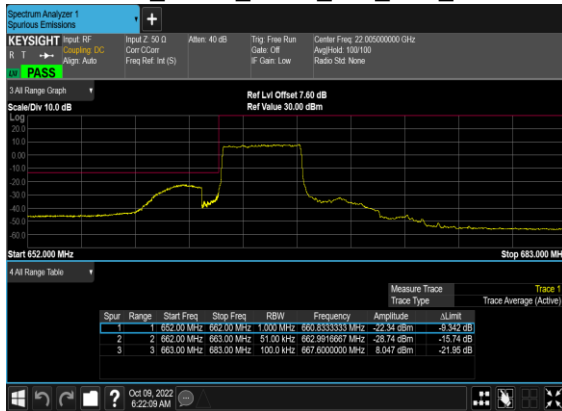 Spectrum Analyzer 1
Spurious Emissions
+
KEYSIGHT Input: RF Input Z: 50 Ω Atten: 40 dB Trig: Free Run Center Freq: 22.005000000 GHz
R T Coupling: DC Corr CCorr Gate: Off Avg|Hold: 100/100
Align: Auto Freq Ref: Int (S) IF Gain: Low Radio Std: None
PASS
3 All Range Graph
Ref Lvl Offset 7.60 dB
Scale/Div 10.0 dB Ref Value 30.00 dBm
Log
20.0
10.0
0.00
-10.0
-20.0
-30.0
-40.0
-50.0
-60.0
Start 652.000 MHz Stop 683.000 MH
4 All Range Table
Measure Trace Trace 1
Trace Type Trace Average (Active)
Spur Range Start Freq Stop Freq RBW Frequency Amplitude ΔLimit
1 1 652.00 MHz 662.00 MHz 1.000 MHz 660.8333333 MHz -22.34 dBm -9.342 dB
2 2 662.00 MHz 663.00 MHz 51.00 kHz 662.9916667 MHz -28.74 dBm -15.74 dB
3 3 663.00 MHz 683.00 MHz 100.0 kHz 667.6000000 MHz 8.047 dBm -21.95 dB
? Oct 09, 2022
6:22:09 AM